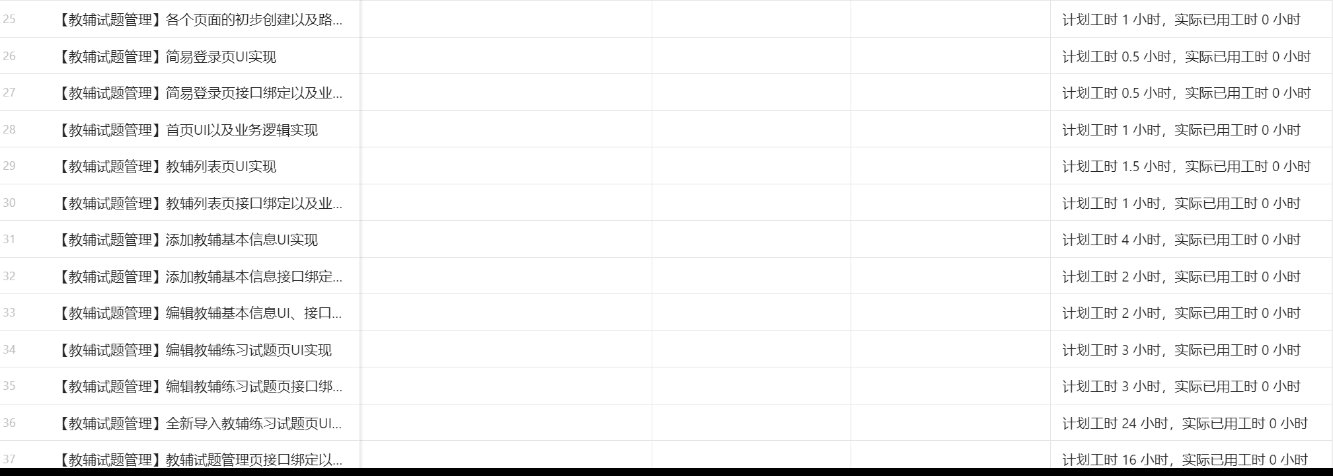 25 【教辅试题管理】各个页面的初步创建以及路... 计划工时 1 小时，实际已用工时 0 小时
26 【教辅试题管理】简易登录页UI实现 计划工时 0.5 小时，实际已用工时 0 小时
27 【教辅试题管理】简易登录页接口绑定以及业... 计划工时 0.5 小时，实际已用工时 0 小时
28 【教辅试题管理】首页UI以及业务逻辑实现 计划工时 1 小时，实际已用工时 0 小时
29 【教辅试题管理】教辅列表页UI实现 计划工时 1.5 小时，实际已用工时 0 小时
30 【教辅试题管理】教辅列表页接口绑定以及业... 计划工时 1 小时，实际已用工时 0 小时
31 【教辅试题管理】添加教辅基本信息UI实现 计划工时 4 小时，实际已用工时 0 小时
32 【教辅试题管理】添加教辅基本信息接口绑定... 计划工时 2 小时，实际已用工时 0 小时
33 【教辅试题管理】编辑教辅基本信息UI、接口... 计划工时 2 小时，实际已用工时 0 小时
34 【教辅试题管理】编辑教辅练习试题页UI实现 计划工时 3 小时，实际已用工时 0 小时
35 【教辅试题管理】编辑教辅练习试题页接口绑... 计划工时 3 小时，实际已用工时 0 小时
36 【教辅试题管理】全新导入教辅练习试题页UI... 计划工时 24 小时，实际已用工时 0 小时
37 【教辅试题管理】教辅试题管理页接口绑定以... 计划工时 16 小时，实际已用工时 0 小时